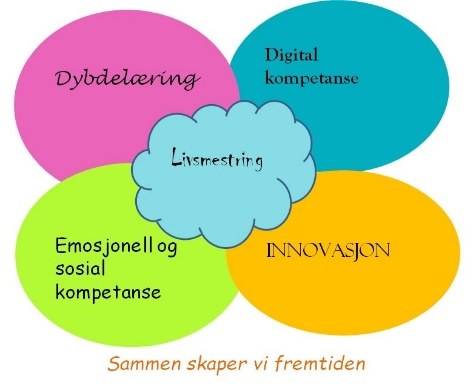 Dybdelæring
Digital
kompetanse
Livsmestring
Emosjonell og
sosial
kompetanse
INNOVASJON
Sammen skaper vi fremtiden